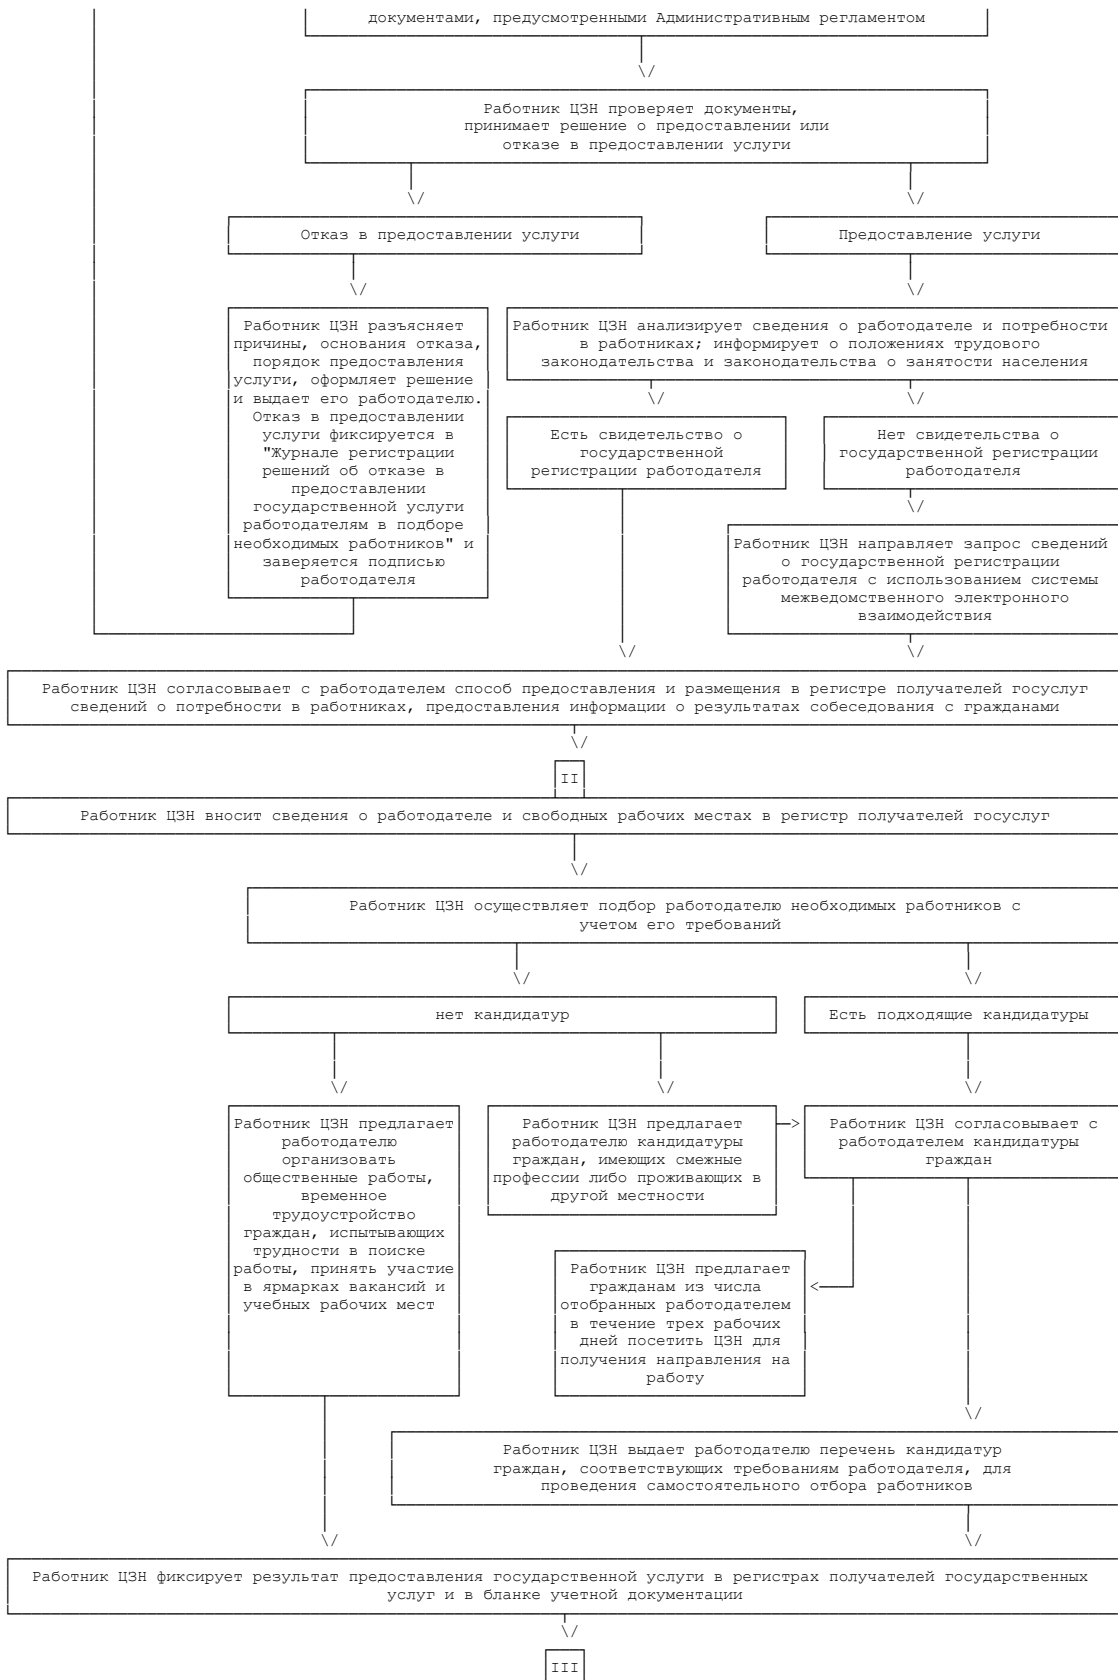 документами, предусмотренными Административным регламентом
Работник ЦЗН проверяет документы,
принимает решение о предоставлении или
отказе в предоставлении услуги
Отказ в предоставлении услуги
Предоставление услуги
Работник ЦЗН разъясняет
причины, основания отказа,
порядок предоставления
услуги, оформляет решение
и выдает его работодателю.
Отказ в предоставлении
услуги фиксируется в
"Журнале регистрации
решений об отказе в
предоставлении
государственной услуги
работодателям в подборе
необходимых работников" и
заверяется подписью
работодателя
Работник ЦЗН анализирует сведения о работодателе и потребности
в работниках; информирует о положениях трудового
законодательства и законодательства о занятости населения
Есть свидетельство о
государственной
регистрации работодателя
Нет свидетельства о
государственной регистрации
работодателя
Работник ЦЗН направляет запрос сведений
о государственной регистрации
работодателя с использованием системы
межведомственного электронного
взаимодействия
Работник ЦЗН согласовывает с работодателем способ предоставления и размещения в регистре получателей госуслуг
сведений о потребности в работниках, предоставления информации о результатах собеседования с гражданами
II
Работник ЦЗН вносит сведения о работодателе и свободных рабочих местах в регистр получателей госуслуг
Работник ЦЗН осуществляет подбор работодателю необходимых работников с
учетом его требований
нет кандидатур
Есть подходящие кандидатуры
Работник ЦЗН предлагает
работодателю
организовать
общественные работы,
временное
трудоустройство
граждан, испытывающих
трудности в поиске
работы, принять участие
в ярмарках вакансий и
учебных рабочих мест
Работник ЦЗН предлагает
работодателю кандидатуры
граждан, имеющих смежные
профессии либо проживающих в
другой местности
Работник ЦЗН согласовывает с
работодателем кандидатуры
граждан
Работник ЦЗН предлагает
гражданам из числа
отобранных работодателем
в течение трех рабочих
дней посетить ЦЗН для
получения направления на
работу
Работник ЦЗН выдает работодателю перечень кандидатур
граждан, соответствующих требованиям работодателя, для
проведения самостоятельного отбора работников
Работник ЦЗН фиксирует результат предоставления государственной услуги в регистрах получателей государственных
услуг и в бланке учетной документации
III